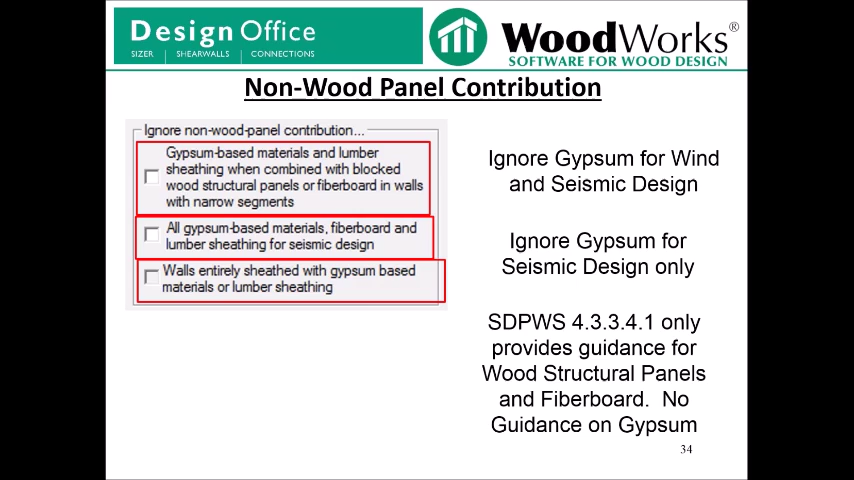 Design Office
SIZER | SHEARWALLS | CONNECTIONS
WoodWorks®
SOFTWARE FOR WOOD DESIGN
Non-Wood Panel Contribution
Ignore non-wood-panel contribution...
Gypsum-based materials and lumber
sheathing when combined with blocked
wood structural panels or fiberboard in walls
with narrow segments
All gypsum-based materials, fiberboard and
lumber sheathing for seismic design
Walls entirely sheathed with gypsum based
materials or lumber sheathing
Ignore Gypsum for Wind
and Seismic Design
Ignore Gypsum for
Seismic Design only
SDPWS 4.3.3.4.1 only
provides guidance for
Wood Structural Panels
and Fiberboard. No
Guidance on Gypsum
34